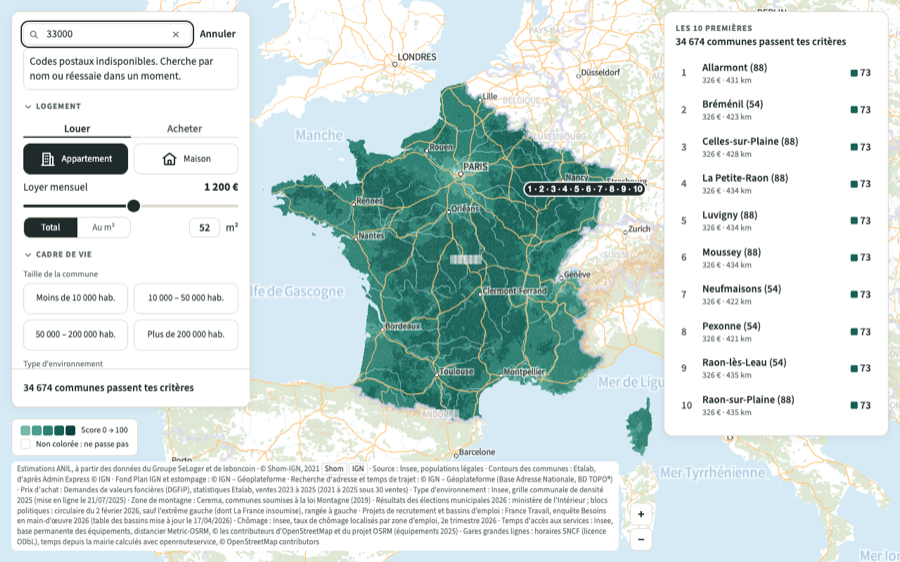 33000
Annuler
Codes postaux indisponibles. Cherche par
nom ou réessaie dans un moment.
LOGEMENT
Louer
Acheter
Appartement
Maison
Loyer mensuel
1 200 €
Total
Au m²
52
m²
CADRE DE VIE
Taille de la commune
Moins de 10 000 hab.
10 000 – 50 000 hab.
50 000 – 200 000 hab.
Plus de 200 000 hab.
Type d'environnement
34 674 communes passent tes critères
Score 0 → 100
Non colorée : ne passe pas
PAYS-BAS
LONDRES
Düsseldorf
Lille
BELGIQUE
Manche
LUXEMBOURG
Rouen
PARIS
Nancy
Strasbourg
1 · 2 · 3 · 4 · 5 · 6 · 7 · 8 · 9 · 10
Rennes
Orléans
Zurich
Nantes
SUISSE
Genève
lfe de Gascogne
Clermont Ferrand
Bordeaux
Toulouse
Montpellier
Mer de Ligu
ANDORRE
Barcelone
Porto
Mer Tyrrhénienne
Mer Ion
LES 10 PREMIÈRES
34 674 communes passent tes critères
1 Allarmont (88) 73
326 € · 431 km
2 Bréménil (54) 73
326 € · 423 km
3 Celles-sur-Plaine (88) 73
326 € · 428 km
4 La Petite-Raon (88) 73
326 € · 434 km
5 Luvigny (88) 73
326 € · 434 km
6 Moussey (88) 73
326 € · 434 km
7 Neufmaisons (54) 73
326 € · 422 km
8 Pexonne (54) 73
326 € · 421 km
9 Raon-lès-Leau (54) 73
326 € · 435 km
10 Raon-sur-Plaine (88) 73
326 € · 435 km
Estimations ANIL, à partir des données du Groupe SeLoger et de leboncoin · © Shom-IGN, 2021 Shom IGN · Source : Insee, populations légales · Contours des communes : Etalab,
d'après Admin Express © IGN · Fond Plan IGN et estompage : © IGN – Géoplateforme · Recherche d'adresse et temps de trajet : © IGN – Géoplateforme (Base Adresse Nationale, BD TOPO®)
· Prix d'achat : Demandes de valeurs foncières (DGFiP), statistiques Etalab, ventes 2023 à 2025 (2021 à 2025 sous 30 ventes) · Type d'environnement : Insee, grille communale de densité
2025 (mise en ligne le 21/07/2025) · Zone de montagne : Cerema, communes soumises à la loi Montagne (2019) · Résultats des élections municipales 2026 : ministère de l'Intérieur ; blocs
politiques : circulaire du 2 février 2026, sauf l'extrême gauche (dont La France insoumise), rangée à gauche · Projets de recrutement et bassins d'emploi : France Travail, enquête Besoins
en main-d'œuvre 2026 (table des bassins mise à jour le 17/04/2026) · Chômage : Insee, taux de chômage localisés par zone d'emploi, 2e trimestre 2026 · Temps d'accès aux services : Insee,
base permanente des équipements, distancier Metric-OSRM, © les contributeurs d'OpenStreetMap et du projet OSRM (équipements 2025) · Gares grandes lignes : horaires SNCF (licence
ODbL), temps depuis la mairie calculés avec openrouteservice, © OpenStreetMap contributors
+
−